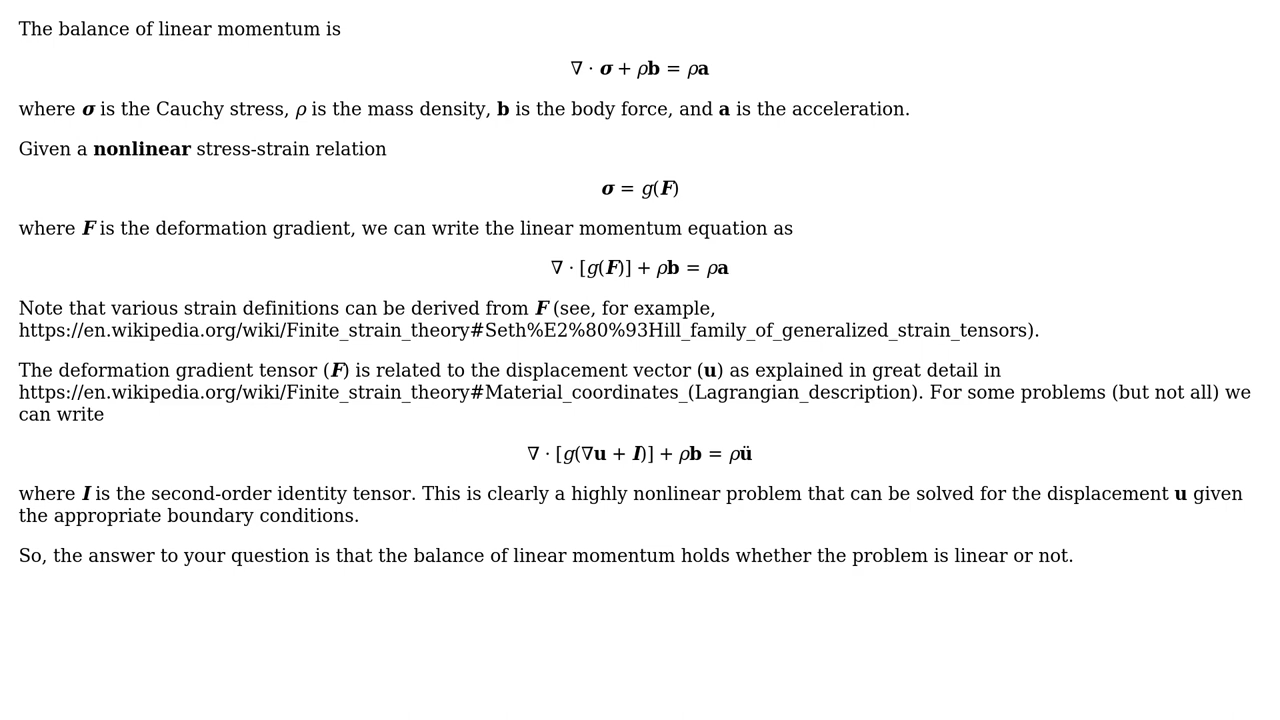 The balance of linear momentum is
∇ · σ + ρb = ρa
where σ is the Cauchy stress, ρ is the mass density, b is the body force, and a is the acceleration.
Given a nonlinear stress-strain relation
σ = g(F)
where F is the deformation gradient, we can write the linear momentum equation as
∇ · [g(F)] + ρb = ρa
Note that various strain definitions can be derived from F (see, for example,
https://en.wikipedia.org/wiki/Finite_strain_theory#Seth%E2%80%93Hill_family_of_generalized_strain_tensors).
The deformation gradient tensor (F) is related to the displacement vector (u) as explained in great detail in
https://en.wikipedia.org/wiki/Finite_strain_theory#Material_coordinates_(Lagrangian_description). For some problems (but not all) we
can write
∇ · [g(∇u + I)] + ρb = ρü
where I is the second-order identity tensor. This is clearly a highly nonlinear problem that can be solved for the displacement u given
the appropriate boundary conditions.
So, the answer to your question is that the balance of linear momentum holds whether the problem is linear or not.